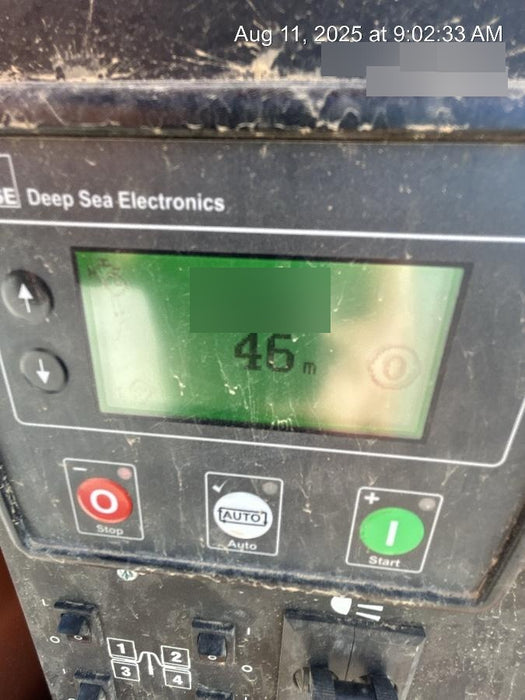 Aug 11, 2025 at 9:02:33 AM
Deep Sea Electronics
46 m
O
AUTO
I
Stop
Auto
Start
1 2
3 4